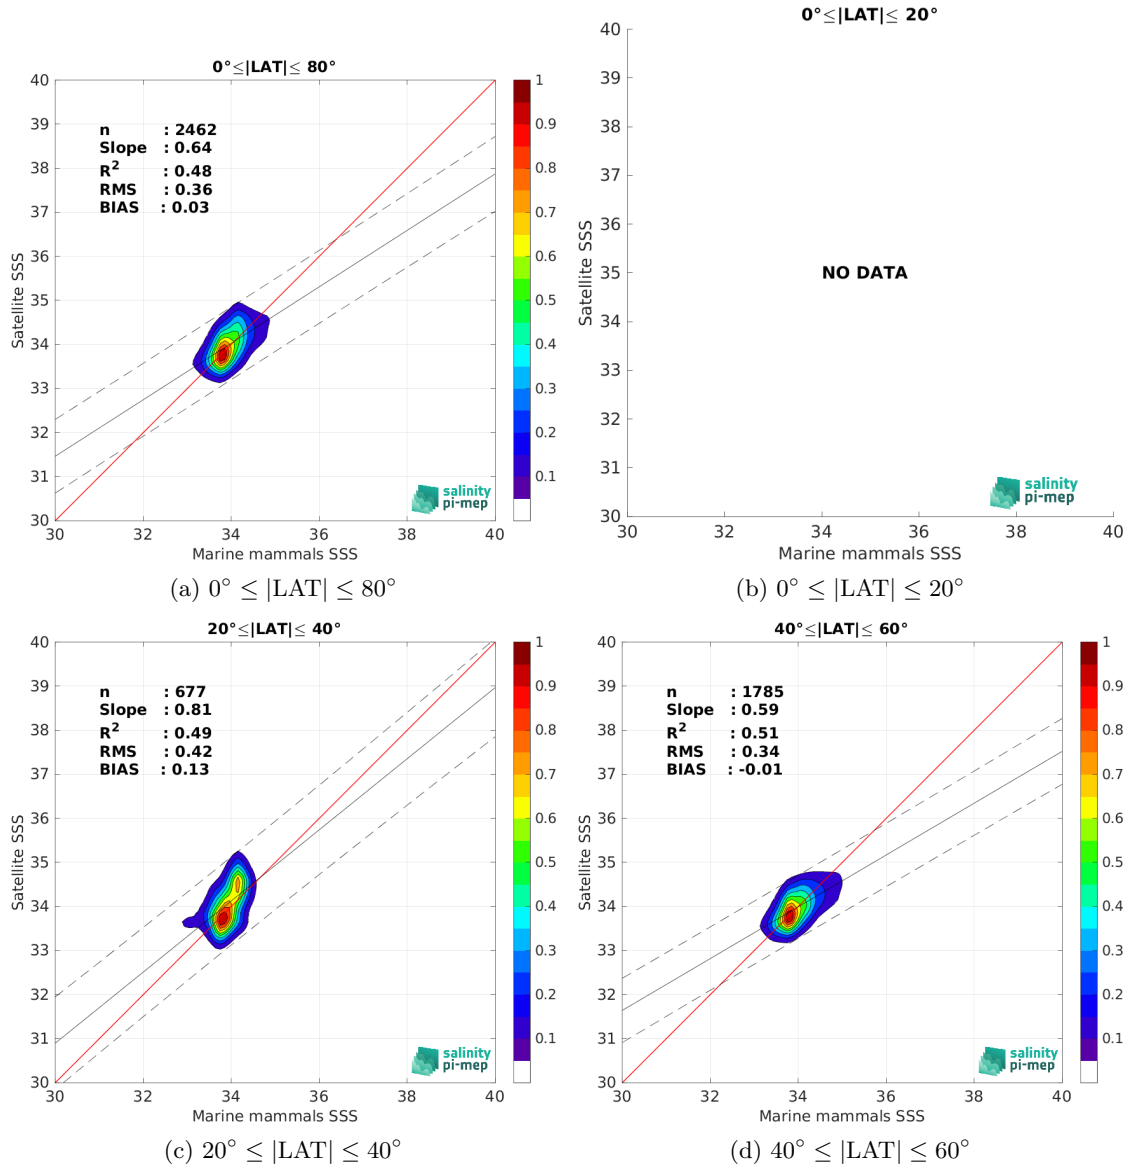 0°≤|LAT|≤ 80°
40
39
38
37
36
35
34
33
32
31
30
30 32 34 36 38 40
Satellite SSS
Marine mammals SSS
n : 2462
Slope : 0.64
R² : 0.48
RMS : 0.36
BIAS : 0.03
1
0.9
0.8
0.7
0.6
0.5
0.4
0.3
0.2
0.1
salinity
pi-mep
(a) 0° ≤ |LAT| ≤ 80°
0°≤|LAT|≤ 20°
40
39
38
37
36
35
34
33
32
31
30
30 32 34 36 38 40
Satellite SSS
Marine mammals SSS
NO DATA
salinity
pi-mep
(b) 0° ≤ |LAT| ≤ 20°
20°≤|LAT|≤ 40°
40
39
38
37
36
35
34
33
32
31
30
30 32 34 36 38 40
Satellite SSS
Marine mammals SSS
n : 677
Slope : 0.81
R² : 0.49
RMS : 0.42
BIAS : 0.13
1
0.9
0.8
0.7
0.6
0.5
0.4
0.3
0.2
0.1
salinity
pi-mep
(c) 20° ≤ |LAT| ≤ 40°
40°≤|LAT|≤ 60°
40
39
38
37
36
35
34
33
32
31
30
30 32 34 36 38 40
Satellite SSS
Marine mammals SSS
n : 1785
Slope : 0.59
R² : 0.51
RMS : 0.34
BIAS : -0.01
1
0.9
0.8
0.7
0.6
0.5
0.4
0.3
0.2
0.1
salinity
pi-mep
(d) 40° ≤ |LAT| ≤ 60°